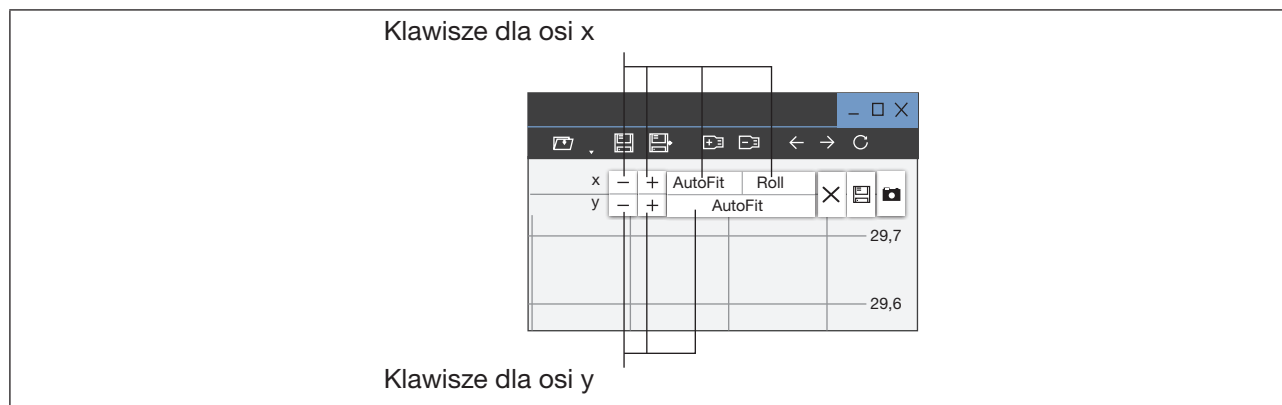 Klawisze dla osi x
x − + AutoFit Roll
y − + AutoFit
29,7
29,6
Klawisze dla osi y